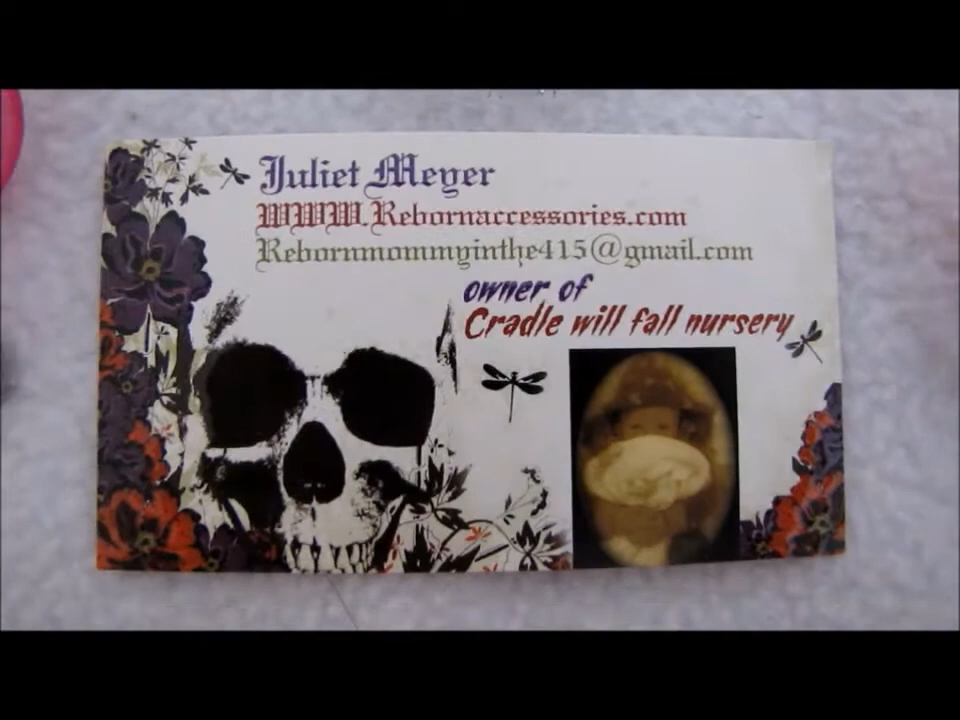 Juliet Meyer
WWW.Rebornaccessories.com
Rebornmommyinthe415@gmail.com
owner of
Cradle will fall nursery